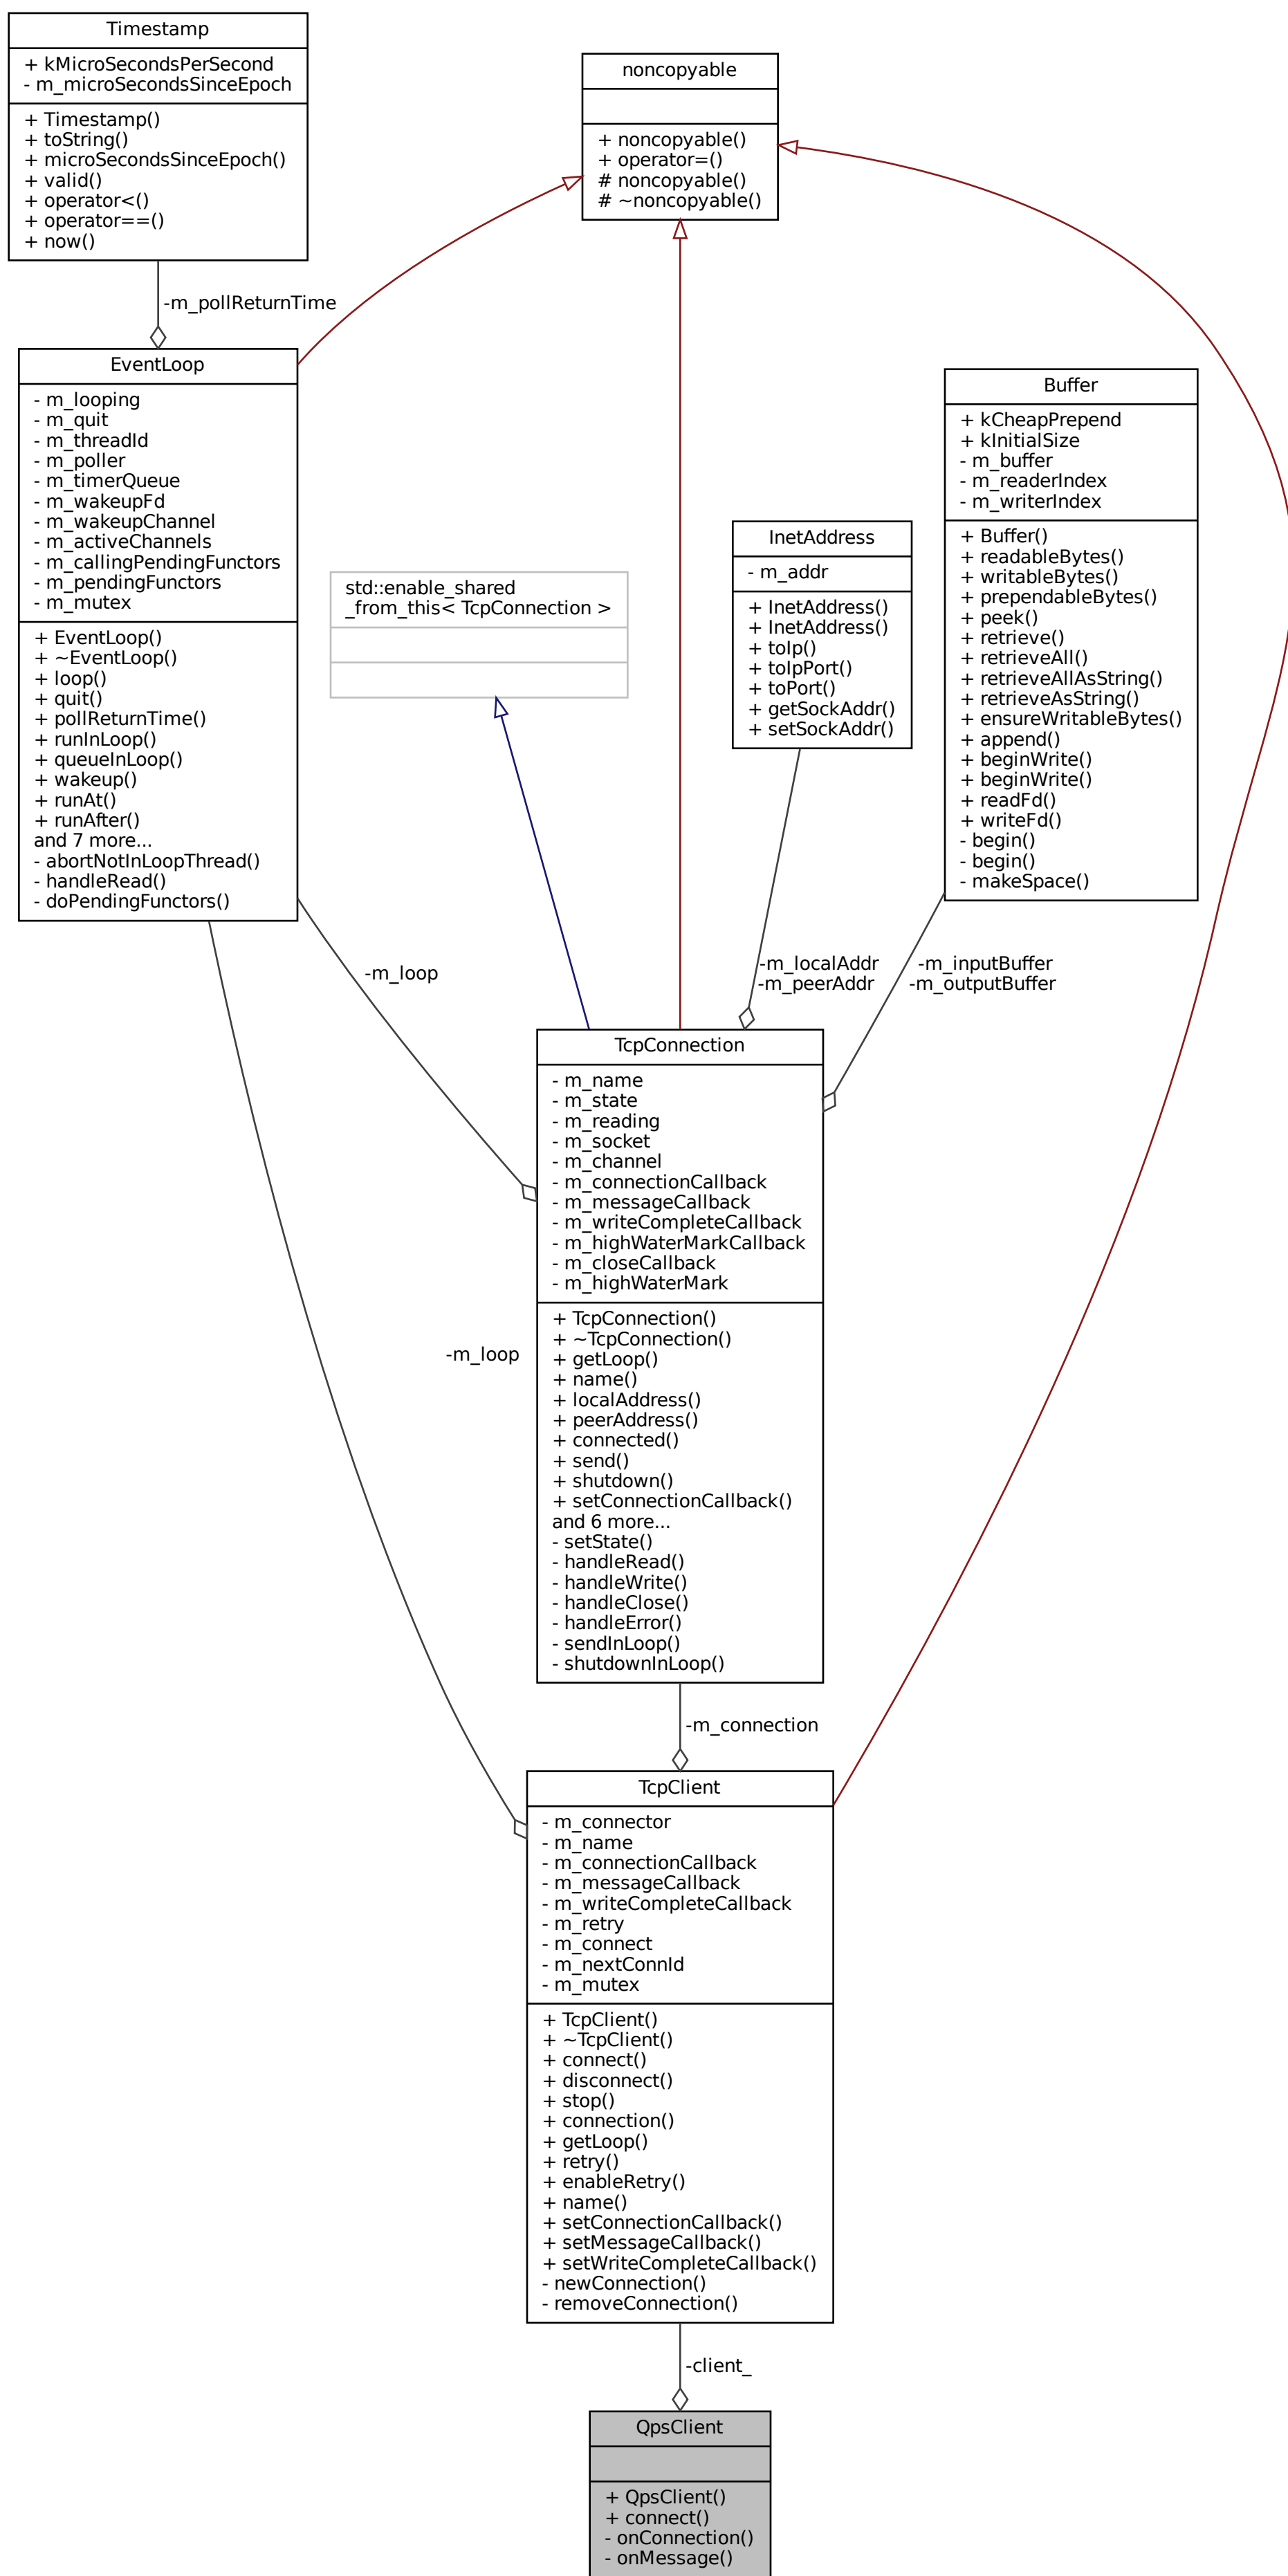 Timestamp
+ kMicroSecondsPerSecond
- m_microSecondsSinceEpoch
+ Timestamp()
+ toString()
+ microSecondsSinceEpoch()
+ valid()
+ operator<()
+ operator==()
+ now()
noncopyable
+ noncopyable()
+ operator=()
# noncopyable()
# ~noncopyable()
-m_pollReturnTime
EventLoop
- m_looping
- m_quit
- m_threadId
- m_poller
- m_timerQueue
- m_wakeupFd
- m_wakeupChannel
- m_activeChannels
- m_callingPendingFunctors
- m_pendingFunctors
- m_mutex
+ EventLoop()
+ ~EventLoop()
+ loop()
+ quit()
+ pollReturnTime()
+ runInLoop()
+ queueInLoop()
+ wakeup()
+ runAt()
+ runAfter()
and 7 more...
- abortNotInLoopThread()
- handleRead()
- doPendingFunctors()
std::enable_shared
_from_this< TcpConnection >
InetAddress
- m_addr
+ InetAddress()
+ InetAddress()
+ toIp()
+ toIpPort()
+ toPort()
+ getSockAddr()
+ setSockAddr()
Buffer
+ kCheapPrepend
+ kInitialSize
- m_buffer
- m_readerIndex
- m_writerIndex
+ Buffer()
+ readableBytes()
+ writableBytes()
+ prependableBytes()
+ peek()
+ retrieve()
+ retrieveAll()
+ retrieveAllAsString()
+ retrieveAsString()
+ ensureWritableBytes()
+ append()
+ beginWrite()
+ beginWrite()
+ readFd()
+ writeFd()
- begin()
- begin()
- makeSpace()
-m_loop
-m_localAddr
-m_peerAddr
-m_inputBuffer
-m_outputBuffer
TcpConnection
- m_name
- m_state
- m_reading
- m_socket
- m_channel
- m_connectionCallback
- m_messageCallback
- m_writeCompleteCallback
- m_highWaterMarkCallback
- m_closeCallback
- m_highWaterMark
+ TcpConnection()
+ ~TcpConnection()
+ getLoop()
+ name()
+ localAddress()
+ peerAddress()
+ connected()
+ send()
+ shutdown()
+ setConnectionCallback()
and 6 more...
- setState()
- handleRead()
- handleWrite()
- handleClose()
- handleError()
- sendInLoop()
- shutdownInLoop()
-m_loop
-m_connection
TcpClient
- m_connector
- m_name
- m_connectionCallback
- m_messageCallback
- m_writeCompleteCallback
- m_retry
- m_connect
- m_nextConnId
- m_mutex
+ TcpClient()
+ ~TcpClient()
+ connect()
+ disconnect()
+ stop()
+ connection()
+ getLoop()
+ retry()
+ enableRetry()
+ name()
+ setConnectionCallback()
+ setMessageCallback()
+ setWriteCompleteCallback()
- newConnection()
- removeConnection()
-client_
QpsClient
+ QpsClient()
+ connect()
- onConnection()
- onMessage()